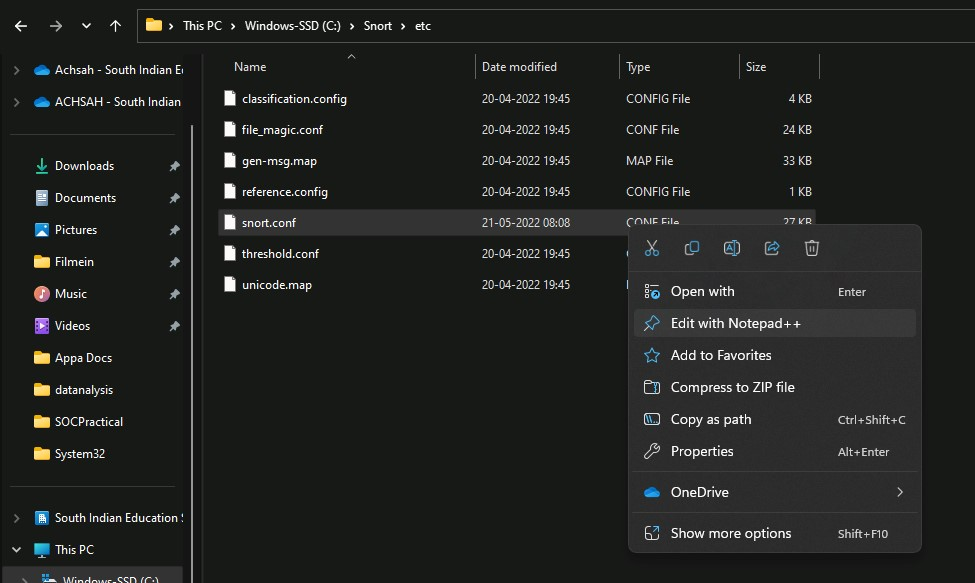 This PC > Windows-SSD (C:) > Snort > etc
Name Date modified Type Size
Achsah - South Indian E
ACHSAH - South Indian
Downloads
Documents
Pictures
Filmein
Music
Videos
Appa Docs
datanalysis
SOCPractical
System32
South Indian Education
This PC
Windows-SSD (C:)
classification.config 20-04-2022 19:45 CONFIG File 4 KB
file_magic.conf 20-04-2022 19:45 CONF File 24 KB
gen-msg.map 20-04-2022 19:45 MAP File 33 KB
reference.config 20-04-2022 19:45 CONFIG File 1 KB
snort.conf 21-05-2022 08:08 CONF File 27 KB
threshold.conf 20-04-2022 19:45
unicode.map 20-04-2022 19:45
Open with Enter
Edit with Notepad++
Add to Favorites
Compress to ZIP file
Copy as path Ctrl+Shift+C
Properties Alt+Enter
OneDrive
Show more options Shift+F10